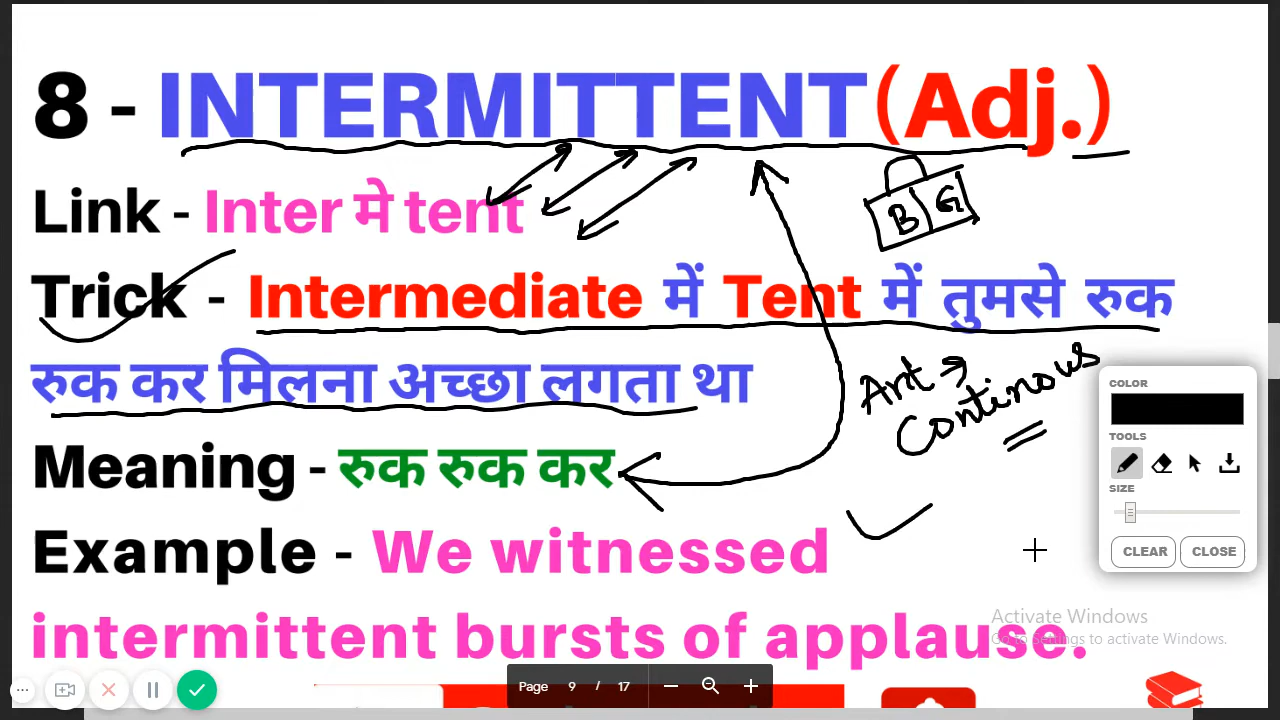 8 - INTERMITTENT(Adj.)
Link - Inter मे tent
B G
Trick - Intermediate में Tent में तुमसे रुक
रुक कर मिलना अच्छा लगता था
Ant →
Continous
COLOR
TOOLS
SIZE
CLEAR CLOSE
Meaning - रुक रुक कर
Example - We witnessed
intermittent bursts of applause.
Activate Windows
Go to Settings to activate Windows.
Page 9 / 17